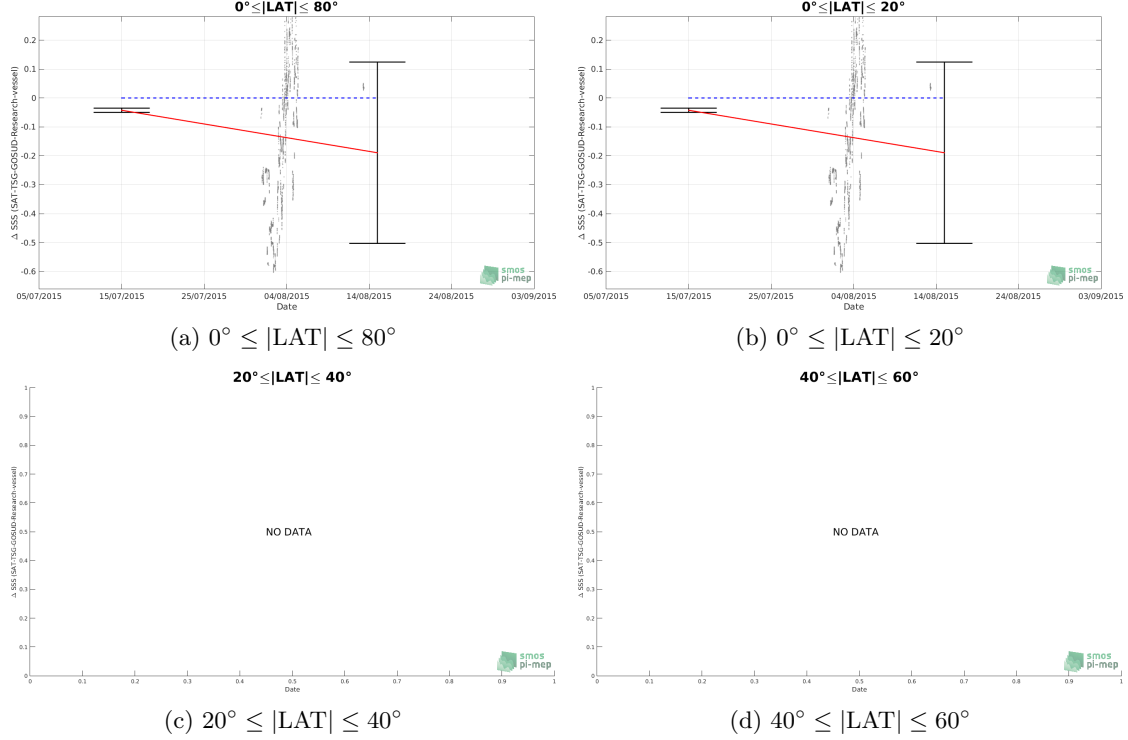 0°≤|LAT|≤ 80°
Δ SSS (SAT-TSG-GOSUD-Research-vessel)
0.2
0.1
0
-0.1
-0.2
-0.3
-0.4
-0.5
-0.6
05/07/2015 15/07/2015 25/07/2015 04/08/2015 14/08/2015 24/08/2015 03/09/2015
Date
smos
pi-mep
(a) 0° ≤ |LAT| ≤ 80°
0°≤|LAT|≤ 20°
Δ SSS (SAT-TSG-GOSUD-Research-vessel)
0.2
0.1
0
-0.1
-0.2
-0.3
-0.4
-0.5
-0.6
05/07/2015 15/07/2015 25/07/2015 04/08/2015 14/08/2015 24/08/2015 03/09/2015
Date
smos
pi-mep
(b) 0° ≤ |LAT| ≤ 20°
20°≤|LAT|≤ 40°
Δ SSS (SAT-TSG-GOSUD-Research-vessel)
1
0.9
0.8
0.7
0.6
0.5
0.4
0.3
0.2
0.1
0
NO DATA
0 0.1 0.2 0.3 0.4 0.5 0.6 0.7 0.8 0.9 1
Date
smos
pi-mep
(c) 20° ≤ |LAT| ≤ 40°
40°≤|LAT|≤ 60°
Δ SSS (SAT-TSG-GOSUD-Research-vessel)
1
0.9
0.8
0.7
0.6
0.5
0.4
0.3
0.2
0.1
0
NO DATA
0 0.1 0.2 0.3 0.4 0.5 0.6 0.7 0.8 0.9 1
Date
smos
pi-mep
(d) 40° ≤ |LAT| ≤ 60°